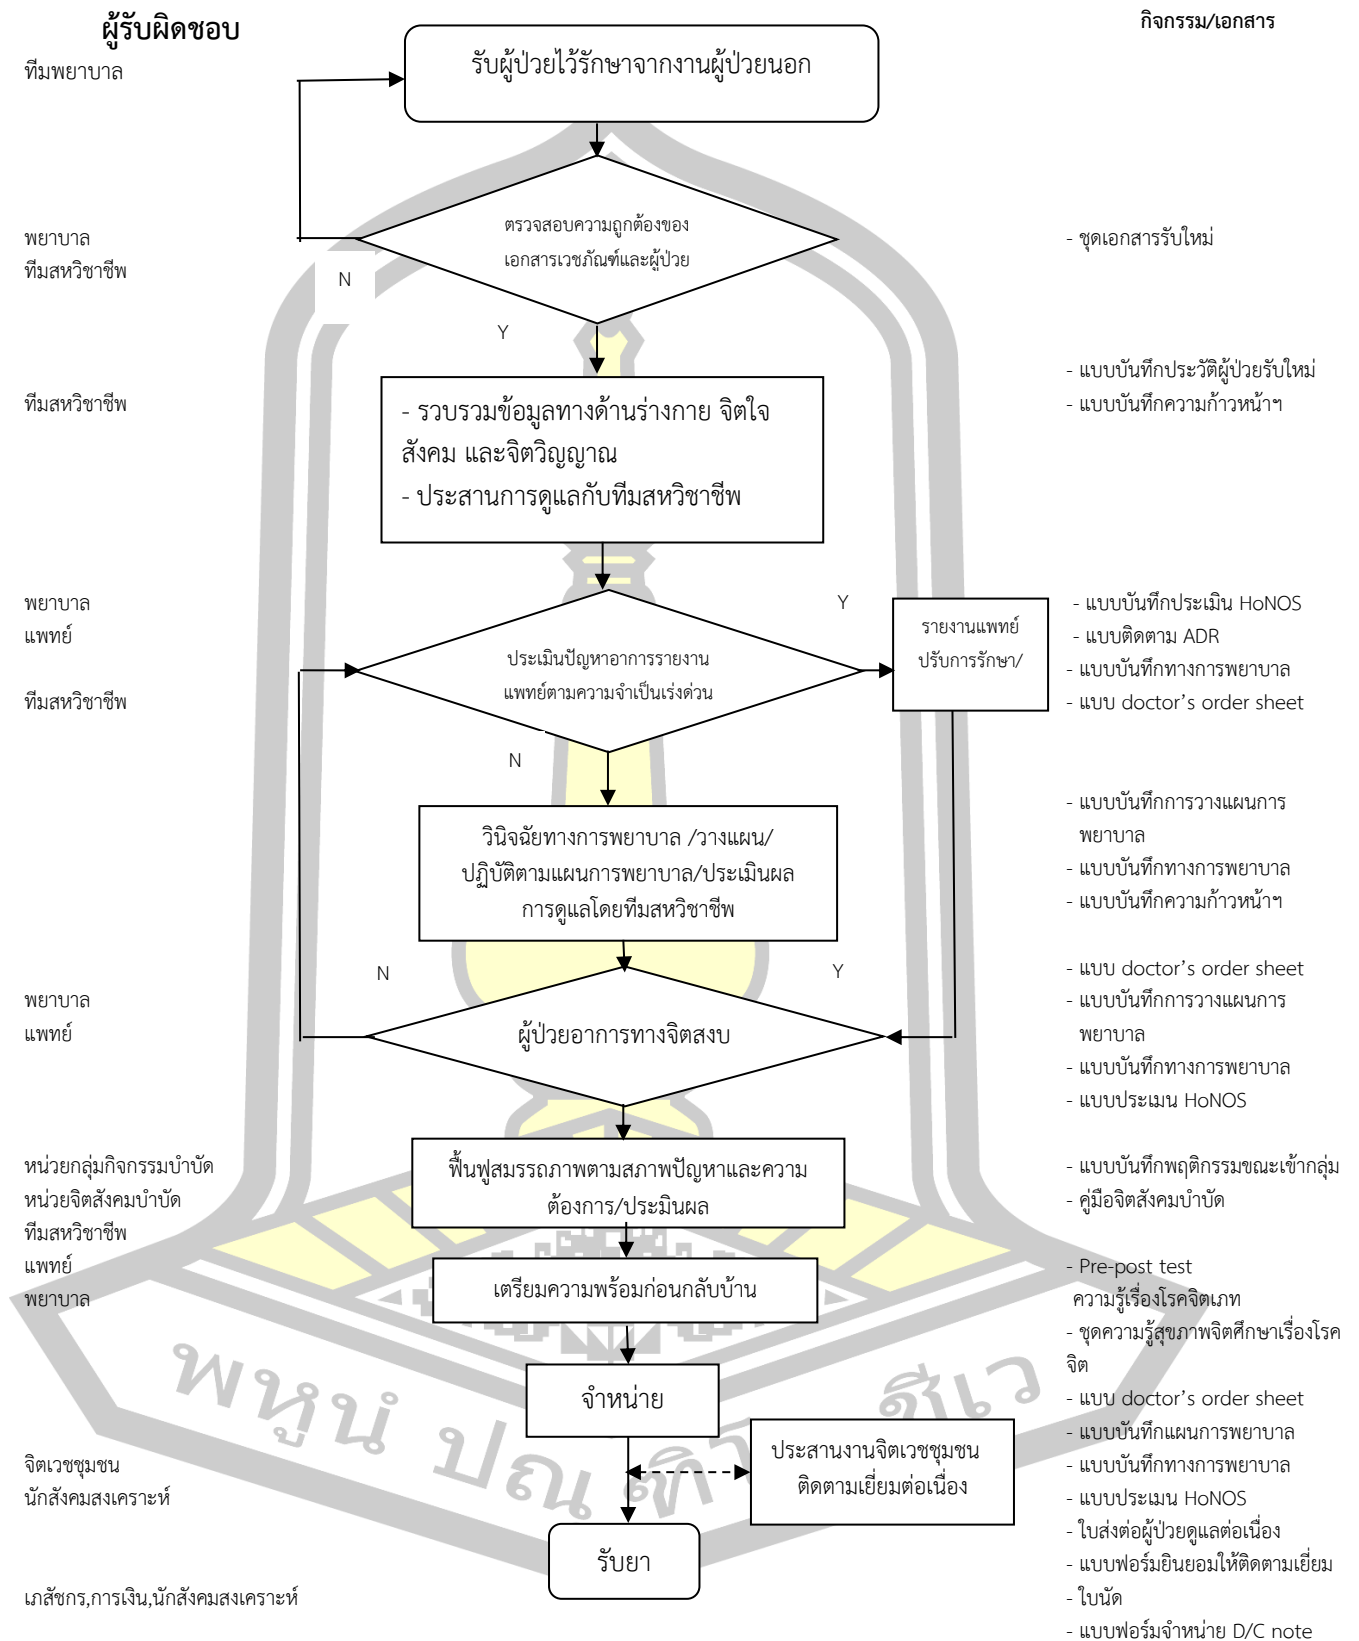 ผู้รับผิดชอบ
กิจกรรม/เอกสาร
ทีมพยาบาล
รับผู้ป่วยไว้รักษาจากงานผู้ป่วยนอก
พยาบาล
ทีมสหวิชาชีพ
ตรวจสอบความถูกต้องของ
เอกสารเวชภัณฑ์และผู้ป่วย
- ชุดเอกสารรับใหม่
N
Y
ทีมสหวิชาชีพ
- รวบรวมข้อมูลทางด้านร่างกาย จิตใจ
สังคม และจิตวิญญาณ
- ประสานการดูแลกับทีมสหวิชาชีพ
- แบบบันทึกประวัติผู้ป่วยรับใหม่
- แบบบันทึกความก้าวหน้าฯ
พยาบาล
แพทย์
ทีมสหวิชาชีพ
ประเมินปัญหาอาการรายงาน
แพทย์ตามความจำเป็นเร่งด่วน
Y
รายงานแพทย์
ปรับการรักษา/
- แบบบันทึกประเมิน HoNOS
- แบบติดตาม ADR
- แบบบันทึกทางการพยาบาล
- แบบ doctor's order sheet
N
วินิจฉัยทางการพยาบาล /วางแผน/
ปฏิบัติตามแผนการพยาบาล/ประเมินผล
การดูแลโดยทีมสหวิชาชีพ
- แบบบันทึกการวางแผนการ
พยาบาล
- แบบบันทึกทางการพยาบาล
- แบบบันทึกความก้าวหน้าฯ
N
Y
พยาบาล
แพทย์
ผู้ป่วยอาการทางจิตสงบ
- แบบ doctor's order sheet
- แบบบันทึกการวางแผนการ
พยาบาล
- แบบบันทึกทางการพยาบาล
- แบบประเมน HoNOS
หน่วยกลุ่มกิจกรรมบำบัด
หน่วยจิตสังคมบำบัด
ทีมสหวิชาชีพ
แพทย์
พยาบาล
ฟื้นฟูสมรรถภาพตามสภาพปัญหาและความ
ต้องการ/ประมินผล
- แบบบันทึกพฤติกรรมขณะเข้ากลุ่ม
- คู่มือจิตสังคมบำบัด
เตรียมความพร้อมก่อนกลับบ้าน
- Pre-post test
ความรู้เรื่องโรคจิตเภท
- ชุดความรู้สุขภาพจิตศึกษาเรื่องโรค
จิต
จำหน่าย
- แบบ doctor's order sheet
- แบบบันทึกแผนการพยาบาล
- แบบบันทึกทางการพยาบาล
- แบบประเมน HoNOS
- ใบส่งต่อผู้ป่วยดูแลต่อเนื่อง
- แบบฟอร์มยินยอมให้ติดตามเยี่ยม
- ใบนัด
- แบบฟอร์มจำหน่าย D/C note
จิตเวชชุมชน
นักสังคมสงเคราะห์
ประสานงานจิตเวชชุมชน
ติดตามเยี่ยมต่อเนื่อง
รับยา
เภสัชกร,การเงิน,นักสังคมสงเคราะห์
พหูนํ ปณ ชีเว